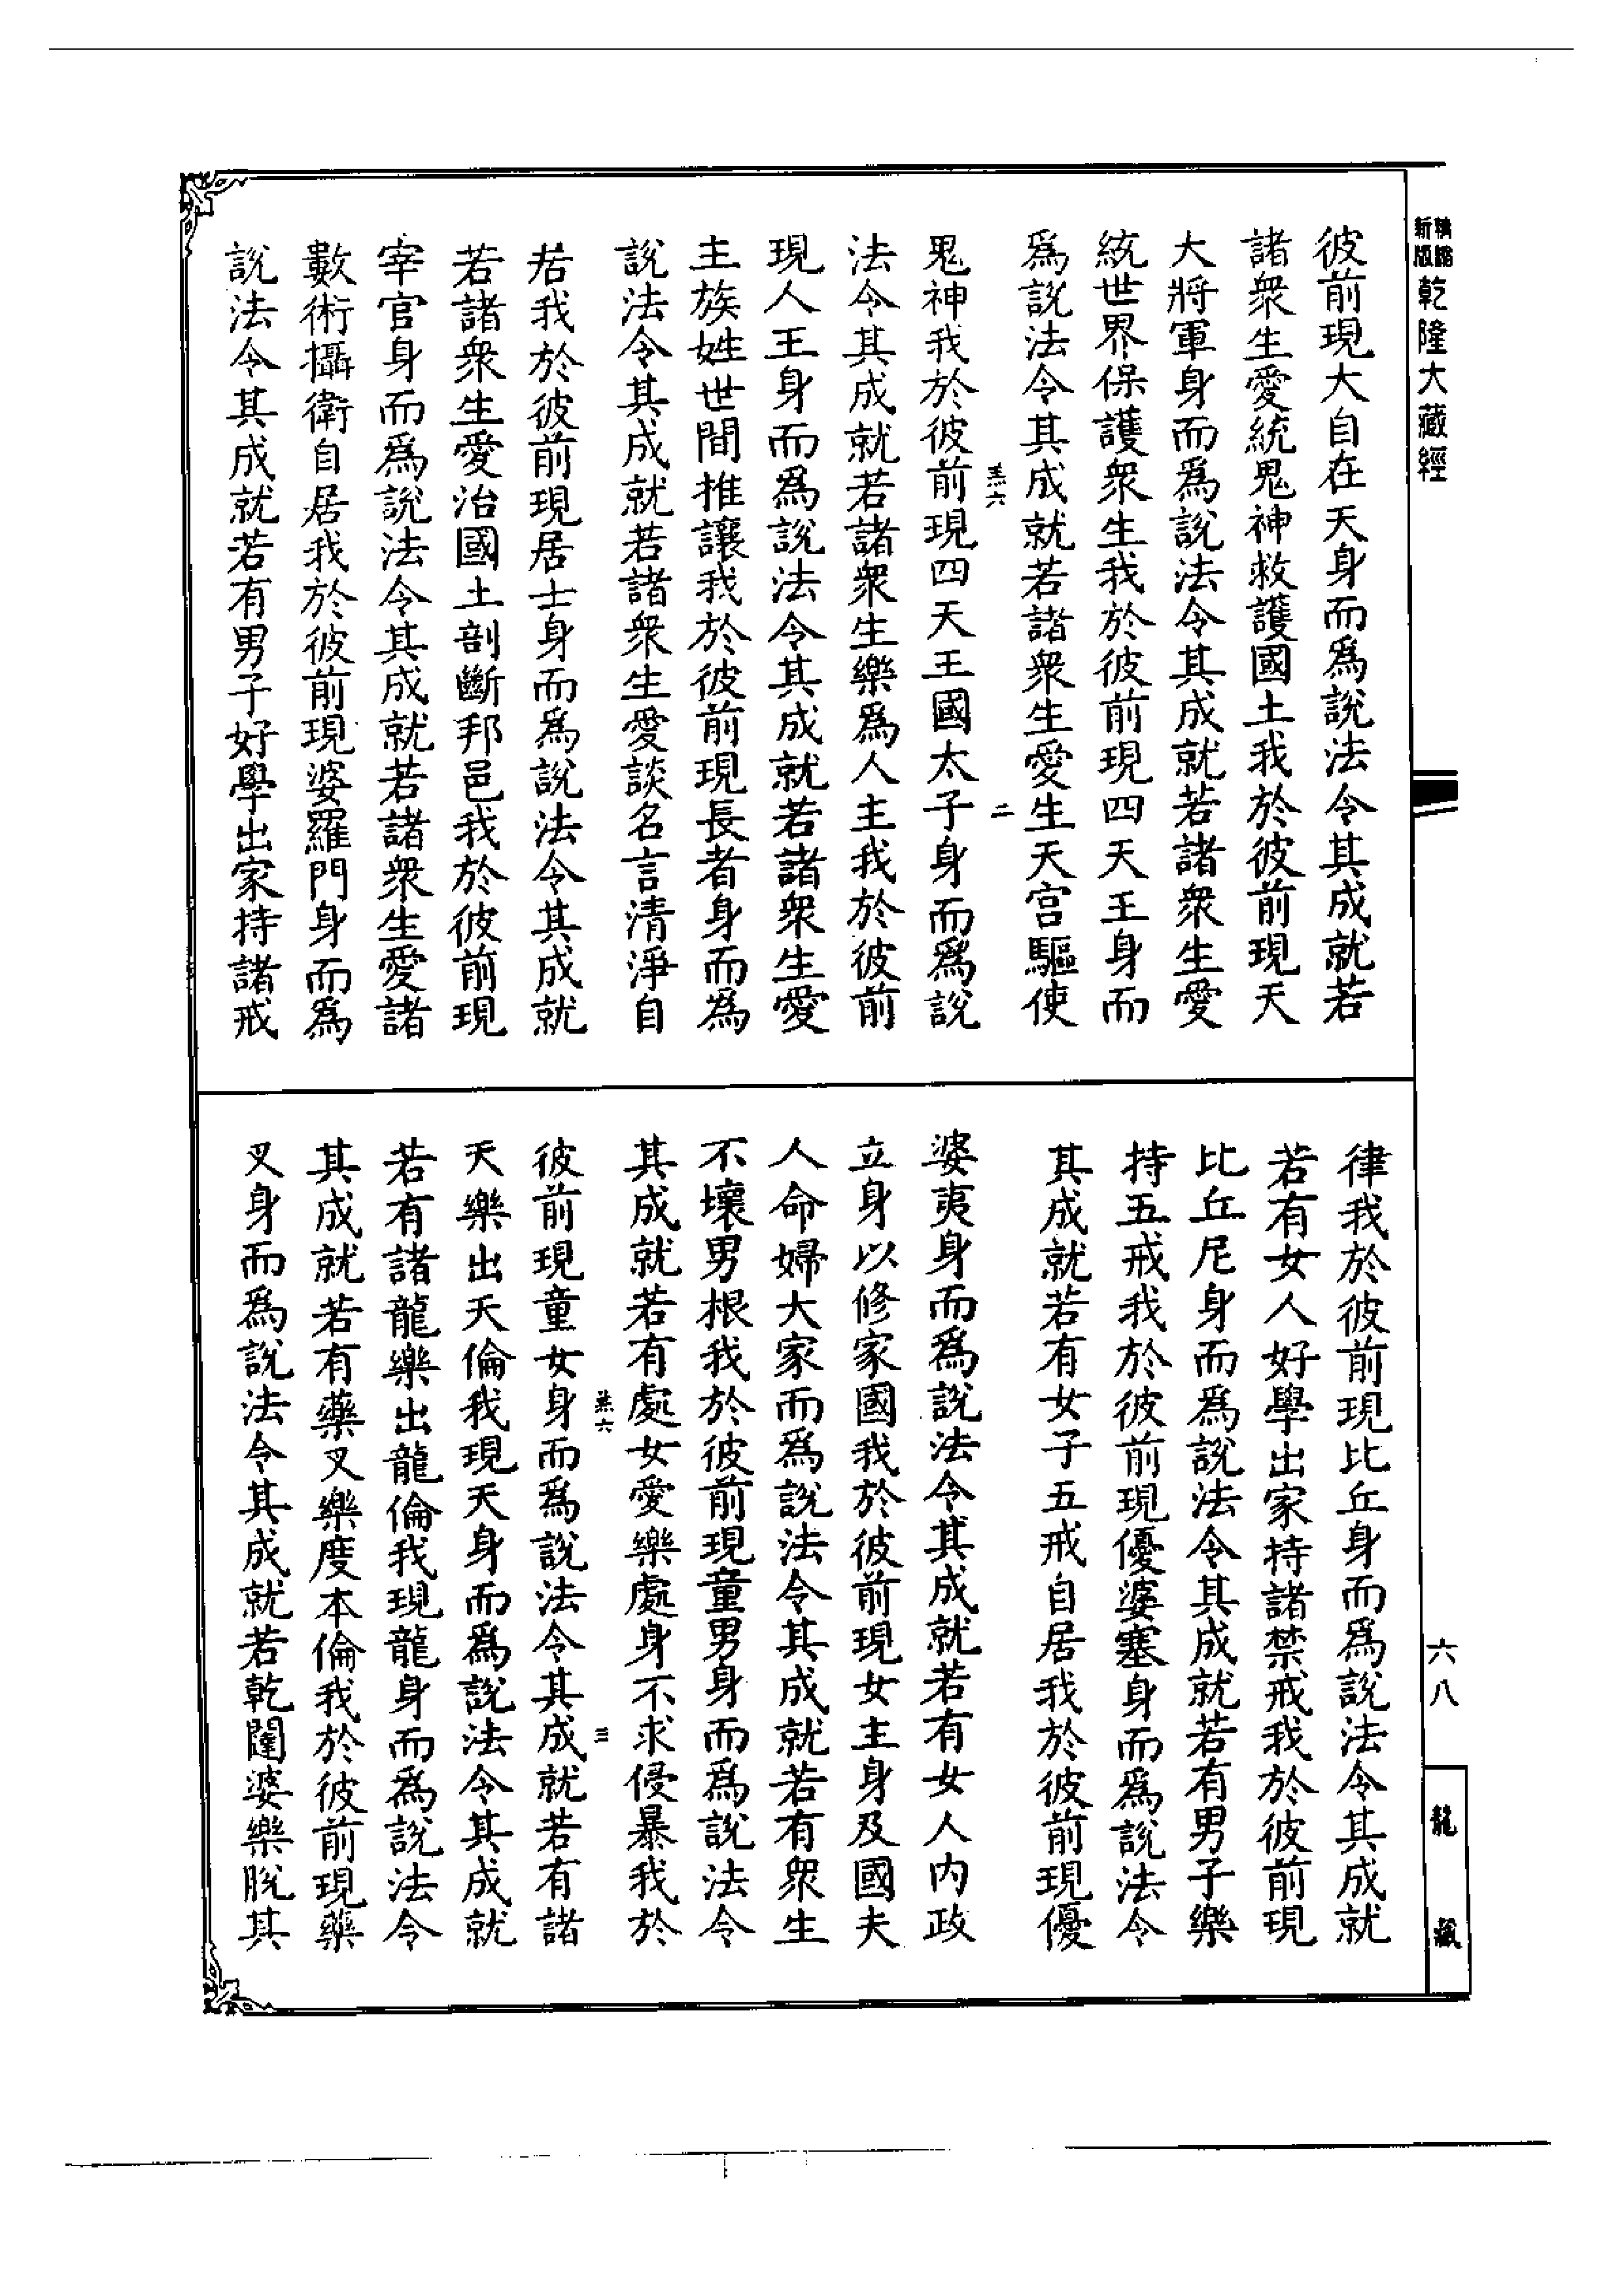 乾隆大藏經
彼前現大自在天身而爲說法令其成就若
諸衆生愛統鬼神救護國土我於彼前現天
大將軍身而爲說法令其成就若諸衆生愛
統世界保護衆生我於彼前現四天王身而
爲說法令其成就若諸衆生愛生天宮驅使
二
鬼神我於彼前現四天王國太子身而爲說
法令其成就若諸衆生樂爲人主我於彼前
現人王身而爲說法令其成就若諸衆生愛
主族姓世間推讓我於彼前現長者身而爲
說法令其成就若諸衆生愛談名言清淨自
居我於彼前現居士身而爲說法令其成就
若諸衆生愛治國土剖斷邦邑我於彼前現
宰官身而爲說法令其成就若諸衆生愛諸
數術攝衛自居我於彼前現婆羅門身而爲
說法令其成就若有男子好學出家持諸戒
律我於彼前現比丘身而爲說法令其成就
若有女人好學出家持諸禁戒我於彼前現
比丘尼身而爲說法令其成就若有男子樂
持五戒我於彼前現優婆塞身而爲說法令
其成就若有女子五戒自居我於彼前現優
婆夷身而爲說法令其成就若有女人內政
立身以修家國我於彼前現女主身及國夫
人命婦大家而爲說法令其成就若有衆生
不壞男根我於彼前現童男身而爲說法令
其成就若有處女愛樂處身不求侵暴我於
三
彼前現童女身而爲說法令其成就若有諸
天樂出天倫我現天身而爲說法令其成就
若有諸龍樂出龍倫我現龍身而爲說法令
其成就若有藥叉樂度本倫我於彼前現藥
叉身而爲說法令其成就若乾闥婆樂脫其
六八
龍藏